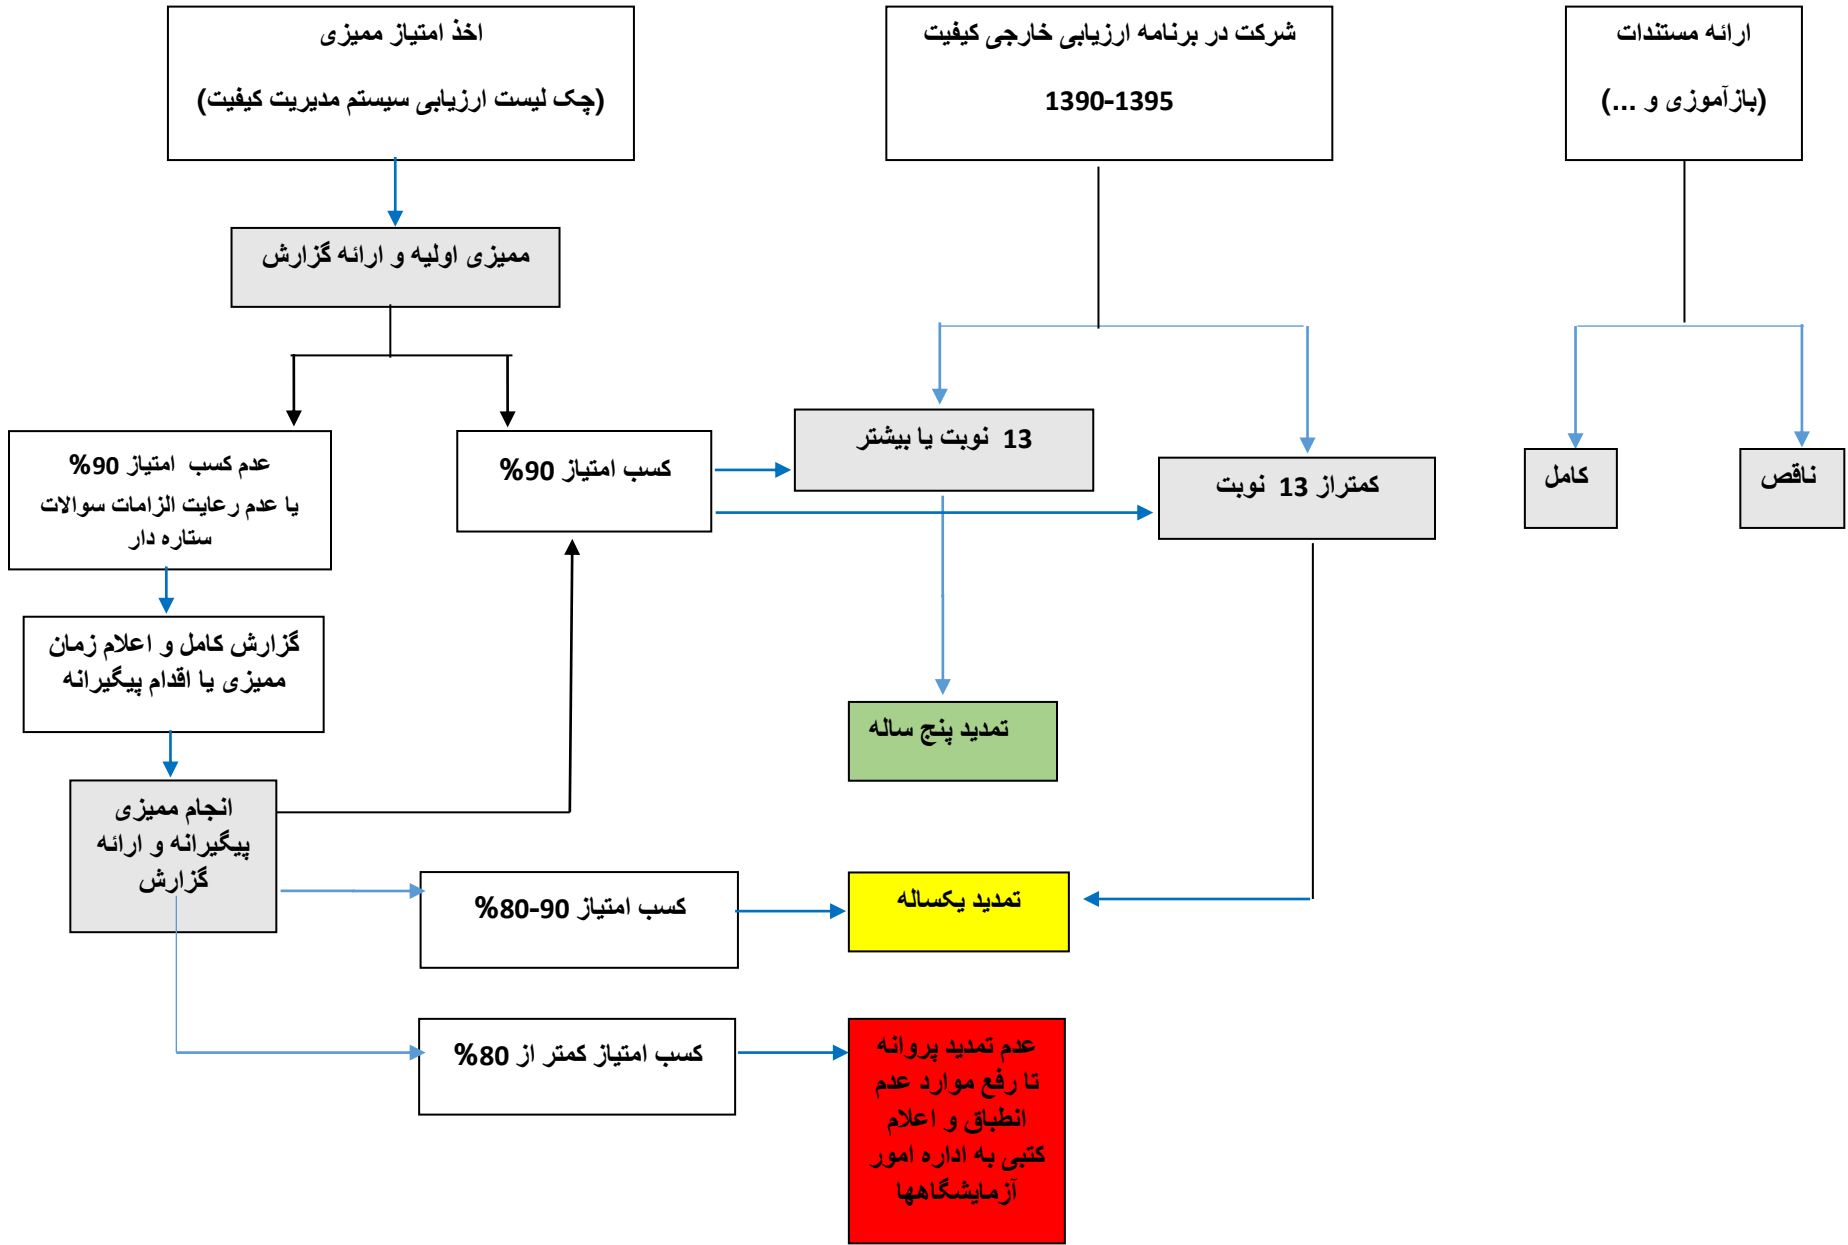 ارائه مستندات
(بازآموزی و ...)
شرکت در برنامه ارزیابی خارجی کیفیت
1390-1395
اخذ امتیاز ممیزی
(چک لیست ارزیابی سیستم مدیریت کیفیت)
ممیزی اولیه و ارائه گزارش
ناقص
کامل
کمتراز 13 نوبت
13 نوبت یا بیشتر
کسب امتیاز 90%
عدم کسب امتیاز 90%
یا عدم رعایت الزامات سوالات
ستاره دار
گزارش کامل و اعلام زمان
ممیزی یا اقدام پیگیرانه
تمدید پنج ساله
انجام ممیزی
پیگیرانه و ارائه
گزارش
کسب امتیاز 90-80%
تمدید یکساله
کسب امتیاز کمتر از 80%
عدم تمدید پروانه
تا رفع موارد عدم
انطباق و اعلام
کتبی به اداره امور
آزمایشگاهها